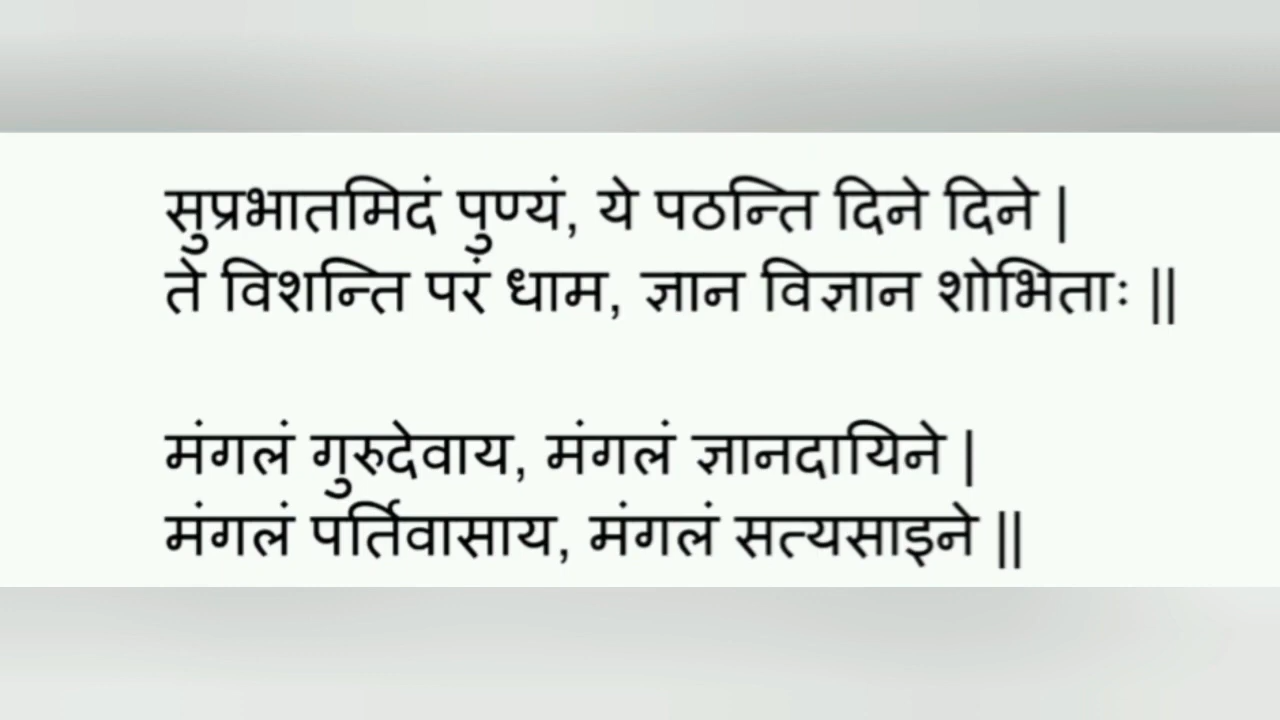 सुप्रभातमिदं पुण्यं, ये पठन्ति दिने दिने |
ते विशन्ति परं धाम, ज्ञान विज्ञान शोभिताः ||
मंगलं गुरुदेवाय, मंगलं ज्ञानदायिने |
मंगलं पर्तिवासाय, मंगलं सत्यसाइने ||